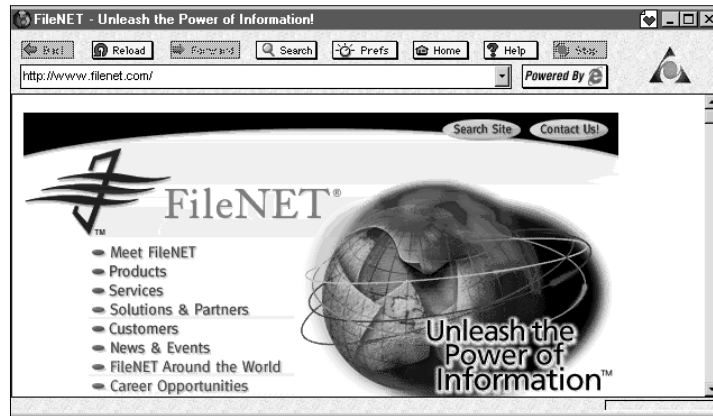 FileNET - Unleash the Power of Information!
Back Reload Forward Search Prefs Home Help Stop
http://www.filenet.com/
Powered By
Search Site Contact Us!
FileNET®
TM
Meet FileNET
Products
Services
Solutions & Partners
Customers
News & Events
FileNET Around the World
Career Opportunities
Unleash the
Power of
Information™